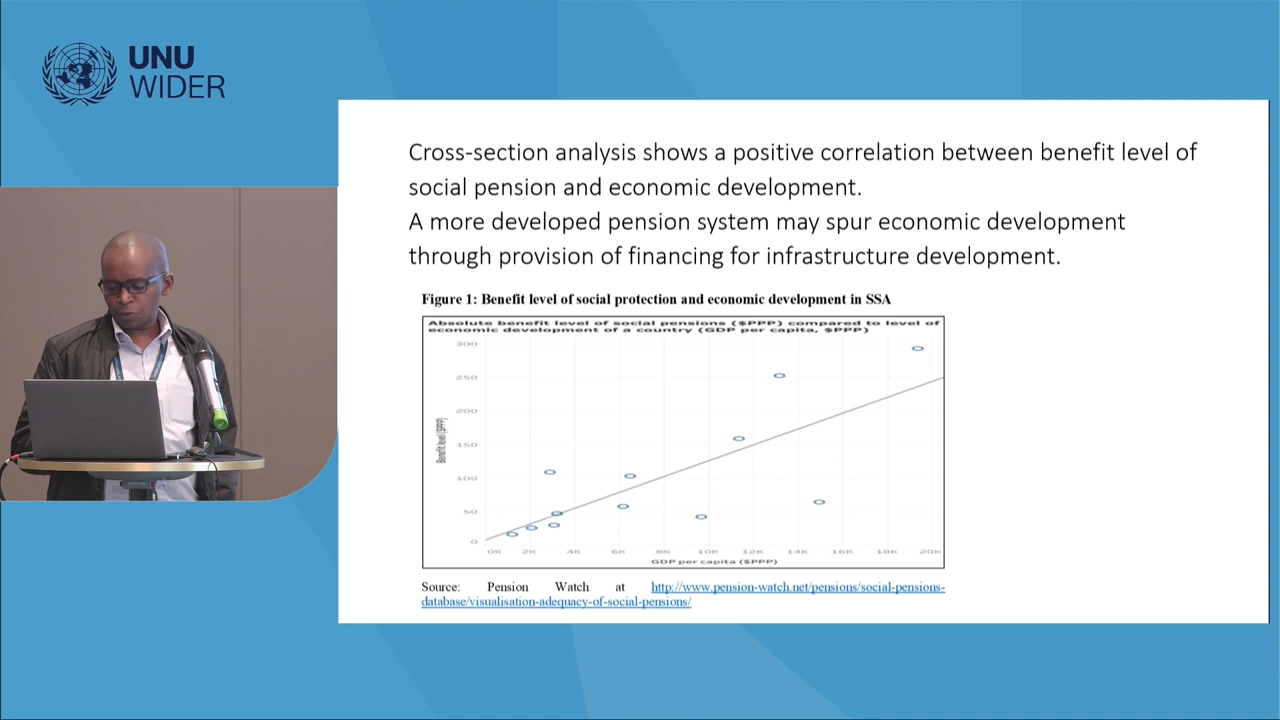 UNU
WIDER
Cross-section analysis shows a positive correlation between benefit level of
social pension and economic development.
A more developed pension system may spur economic development
through provision of financing for infrastructure development.
Figure 1: Benefit level of social protection and economic development in SSA
Absolute benefit level of social pensions ($PPP) compared to level of
economic development of a country (GDP per capita, $PPP)
300
250
200
150
100
50
0
Benefit level ($PPP)
0K 2K 4K 6K 8K 10K 12K 14K 16K 18K 20K
GDP per capita ($PPP)
Source: Pension Watch at http://www.pension-watch.net/pensions/social-pensions-
database/visualisation-adequacy-of-social-pensions/